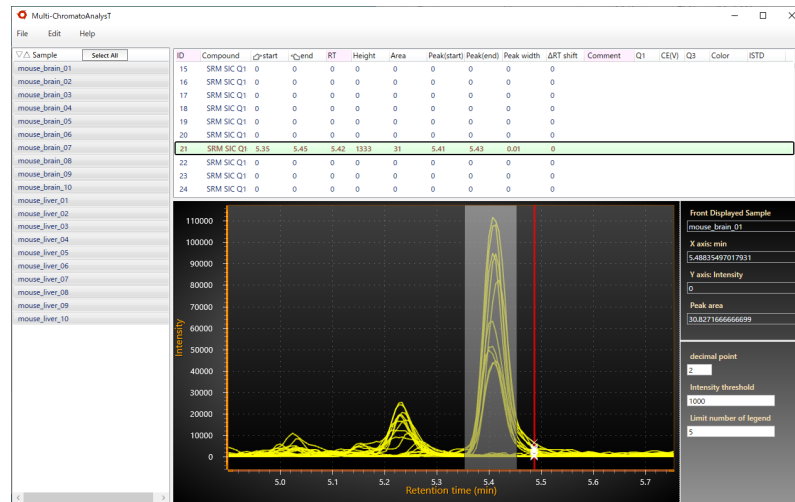 Multi-ChromatoAnalysT
File Edit Help
▽△ Sample Select All
mouse_brain_01
mouse_brain_02
mouse_brain_03
mouse_brain_04
mouse_brain_05
mouse_brain_06
mouse_brain_07
mouse_brain_08
mouse_brain_09
mouse_brain_10
mouse_liver_01
mouse_liver_02
mouse_liver_03
mouse_liver_04
mouse_liver_05
mouse_liver_06
mouse_liver_07
mouse_liver_08
mouse_liver_09
mouse_liver_10
ID Compound start end RT Height Area Peak(start) Peak(end) Peak width ΔRT shift Comment Q1 CE(V) Q3 Color ISTD
15 SRM SIC Q1 0 0 0 0 0 0 0 0 0
16 SRM SIC Q1 0 0 0 0 0 0 0 0 0
17 SRM SIC Q1 0 0 0 0 0 0 0 0 0
18 SRM SIC Q1 0 0 0 0 0 0 0 0 0
19 SRM SIC Q1 0 0 0 0 0 0 0 0 0
20 SRM SIC Q1 0 0 0 0 0 0 0 0 0
21 SRM SIC Q1 5.35 5.45 5.42 1333 31 5.41 5.43 0.01 0
22 SRM SIC Q1 0 0 0 0 0 0 0 0 0
23 SRM SIC Q1 0 0 0 0 0 0 0 0 0
24 SRM SIC Q1 0 0 0 0 0 0 0 0 0
Intensity
110000
100000
90000
80000
70000
60000
50000
40000
30000
20000
10000
0
5.0 5.1 5.2 5.3 5.4 5.5 5.6 5.7
Retention time (min)
Front Displayed Sample
mouse_brain_01
X axis: min
5.48835497017931
Y axis: Intensity
0
Peak area
30.8271666666699
decimal point
2
Intensity threshold
1000
Limit number of legend
5